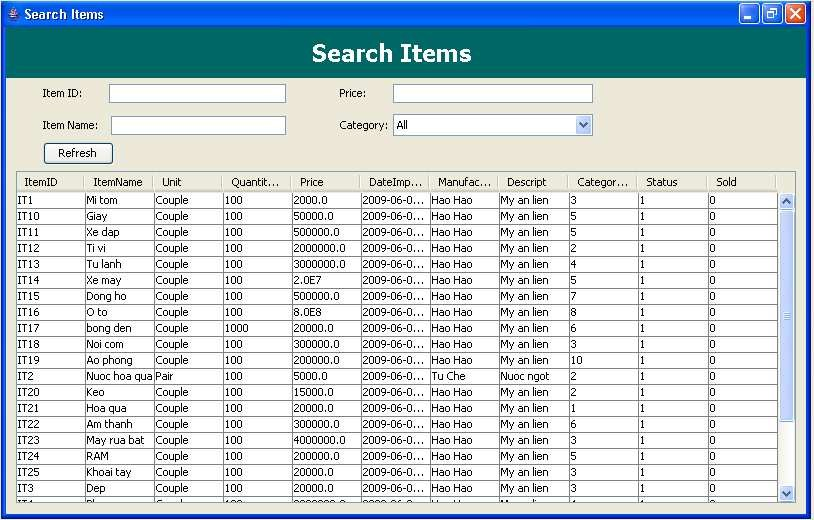 Search Items
Search Items
Item ID: Price:
Item Name: Category: All
Refresh
ItemID ItemName Unit Quantit... Price DateImp... Manufac... Descript Categor... Status Sold
IT1 Mi tom Couple 100 2000.0 2009-06-0... Hao Hao My an lien 3 1 0
IT10 Giay Couple 100 50000.0 2009-06-0... Hao Hao My an lien 5 1 0
IT11 Xe dap Couple 100 500000.0 2009-06-0... Hao Hao My an lien 5 1 0
IT12 Ti vi Couple 100 2000000.0 2009-06-0... Hao Hao My an lien 2 1 0
IT13 Tu lanh Couple 100 3000000.0 2009-06-0... Hao Hao My an lien 4 1 0
IT14 Xe may Couple 100 2.0E7 2009-06-0... Hao Hao My an lien 5 1 0
IT15 Dong ho Couple 100 500000.0 2009-06-0... Hao Hao My an lien 7 1 0
IT16 O to Couple 100 8.0E8 2009-06-0... Hao Hao My an lien 8 1 0
IT17 bong den Couple 1000 20000.0 2009-06-0... Hao Hao My an lien 6 1 0
IT18 Noi com Couple 100 300000.0 2009-06-0... Hao Hao My an lien 3 1 0
IT19 Ao phong Couple 100 200000.0 2009-06-0... Hao Hao My an lien 10 1 0
IT2 Nuoc hoa qua Pair 100 5000.0 2009-06-0... Tu Che Nuoc ngot 2 1 0
IT20 Keo Couple 100 15000.0 2009-06-0... Hao Hao My an lien 2 1 0
IT21 Hoa qua Couple 100 20000.0 2009-06-0... Hao Hao My an lien 1 1 0
IT22 Am thanh Couple 100 300000.0 2009-06-0... Hao Hao My an lien 6 1 0
IT23 May rua bat Couple 100 4000000.0 2009-06-0... Hao Hao My an lien 3 1 0
IT24 RAM Couple 100 200000.0 2009-06-0... Hao Hao My an lien 5 1 0
IT25 Khoai tay Couple 100 20000.0 2009-06-0... Hao Hao My an lien 3 1 0
IT3 Dep Couple 100 20000.0 2009-06-0... Hao Hao My an lien 3 1 0